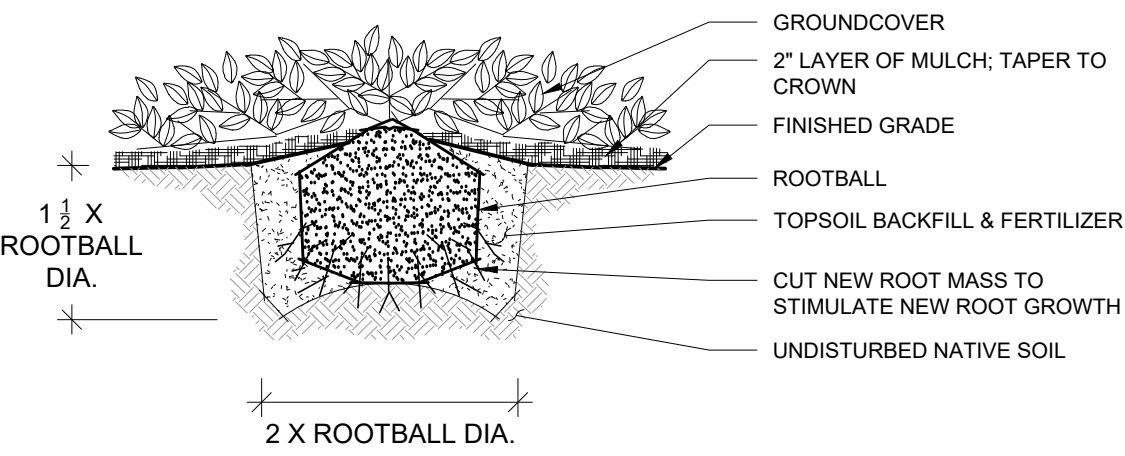 GROUNDCOVER
2" LAYER OF MULCH; TAPER TO
CROWN
FINISHED GRADE
ROOTBALL
TOPSOIL BACKFILL & FERTILIZER
CUT NEW ROOT MASS TO
STIMULATE NEW ROOT GROWTH
UNDISTURBED NATIVE SOIL
1 1/2 X
ROOTBALL
DIA.
2 X ROOTBALL DIA.